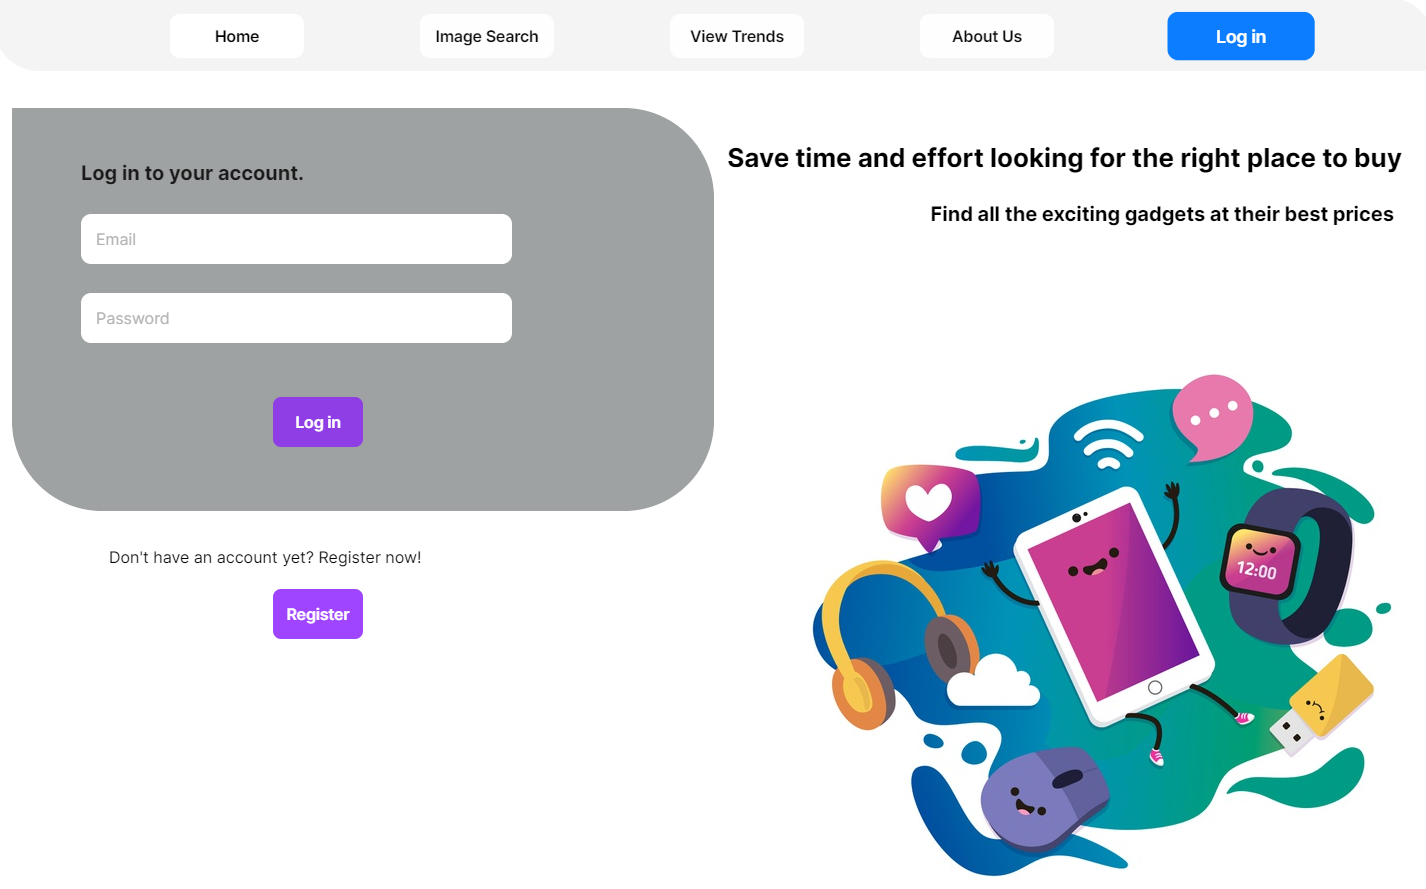 Home
Image Search
View Trends
About Us
Log in
Log in to your account.
Email
Password
Log in
Don't have an account yet? Register now!
Register
Save time and effort looking for the right place to buy
Find all the exciting gadgets at their best prices
12:00